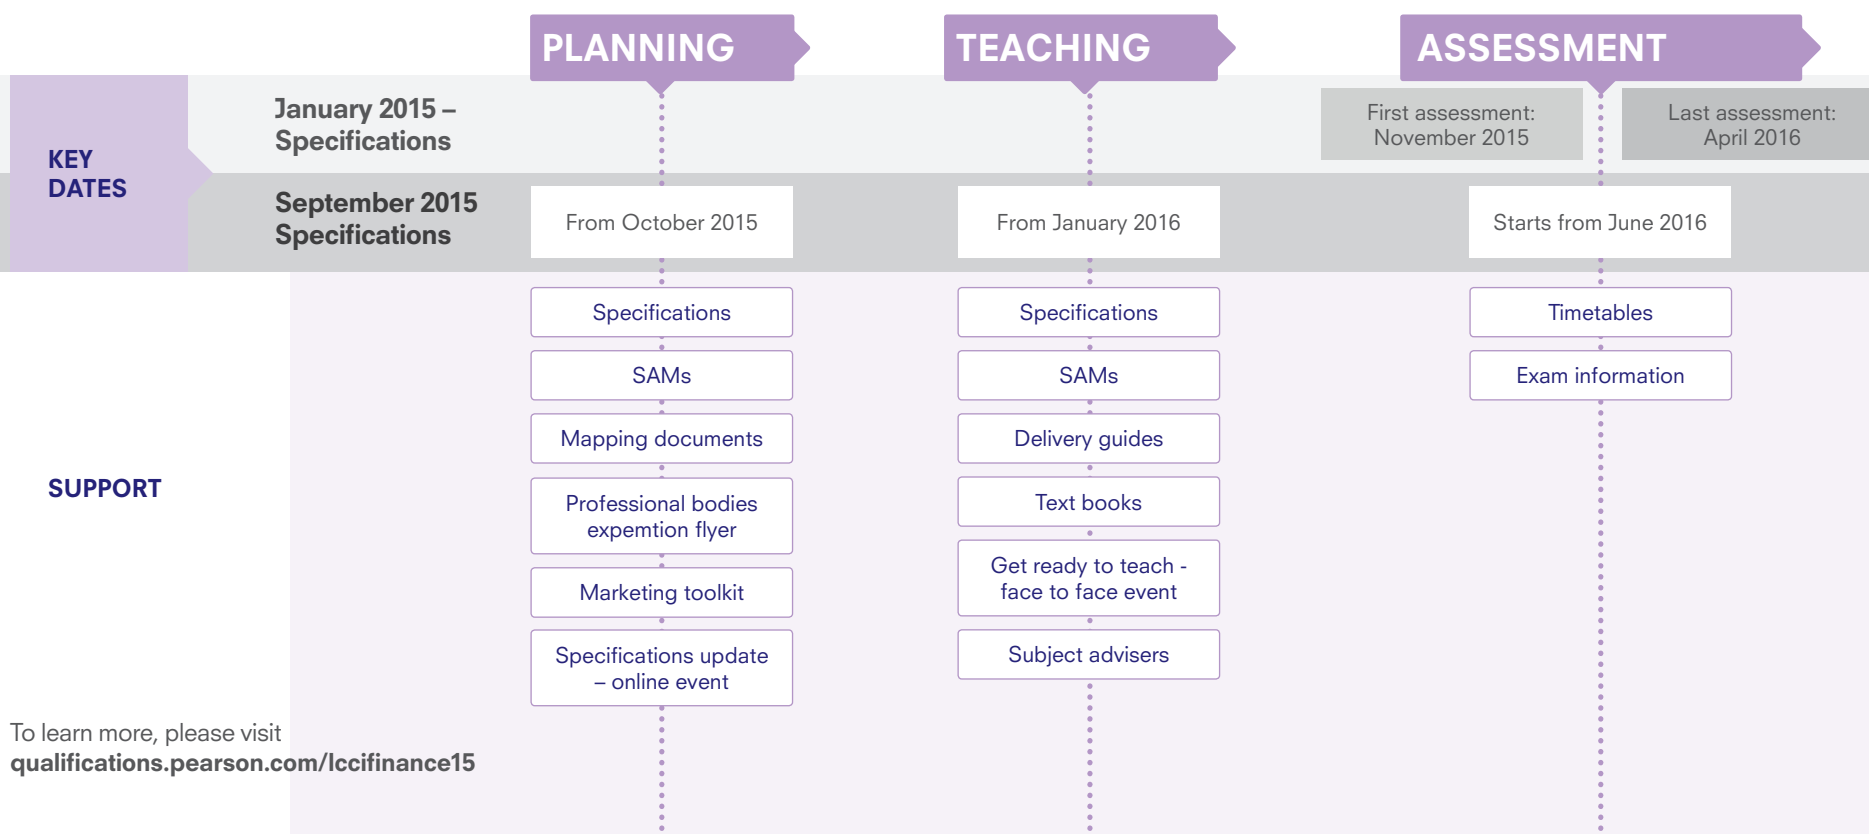 PLANNING
TEACHING
ASSESSMENT
KEY
DATES
January 2015 –
Specifications
First assessment:
November 2015
Last assessment:
April 2016
September 2015
Specifications
From October 2015
From January 2016
Starts from June 2016
SUPPORT
Specifications
SAMs
Mapping documents
Professional bodies
expemtion flyer
Marketing toolkit
Specifications update
– online event
Specifications
SAMs
Delivery guides
Text books
Get ready to teach -
face to face event
Subject advisers
Timetables
Exam information
To learn more, please visit
qualifications.pearson.com/lccifinance15